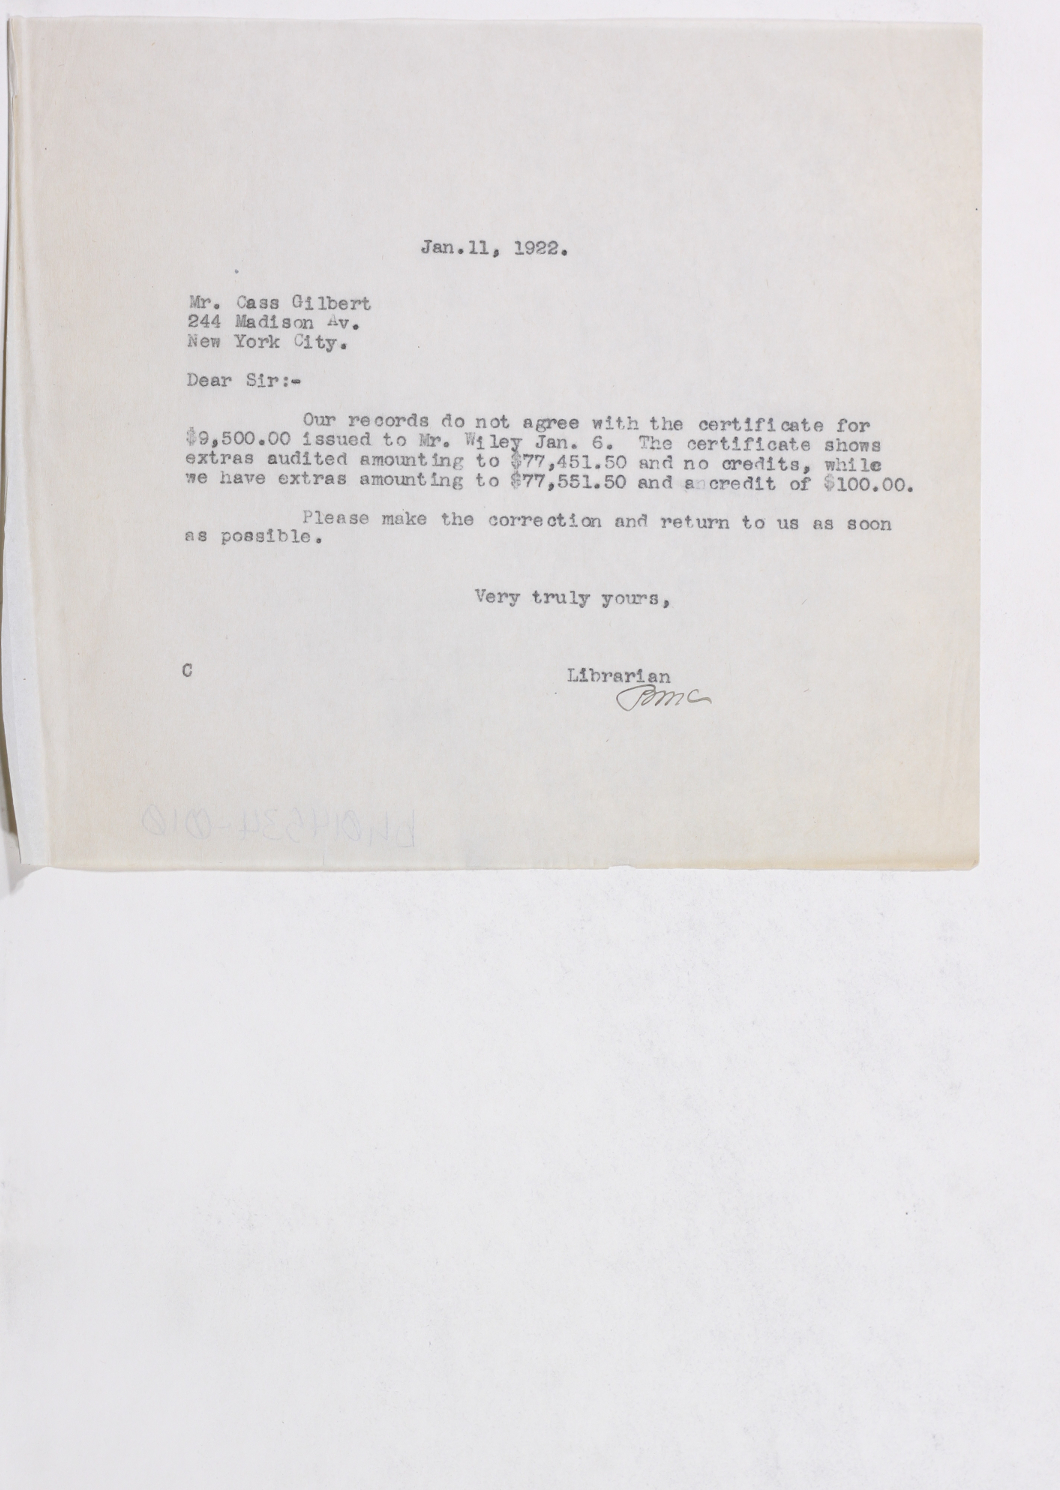 Jan.11, 1922.
Mr. Cass Gilbert
244 Madison Av.
New York City.
Dear Sir:-
Our records do not agree with the certificate for
$9,500.00 issued to Mr. Wiley Jan. 6. The certificate shows
extras audited amounting to $77,451.50 and no credits, while
we have extras amounting to $77,551.50 and a credit of $100.00.
Please make the correction and return to us as soon
as possible.
Very truly yours,
C
Librarian